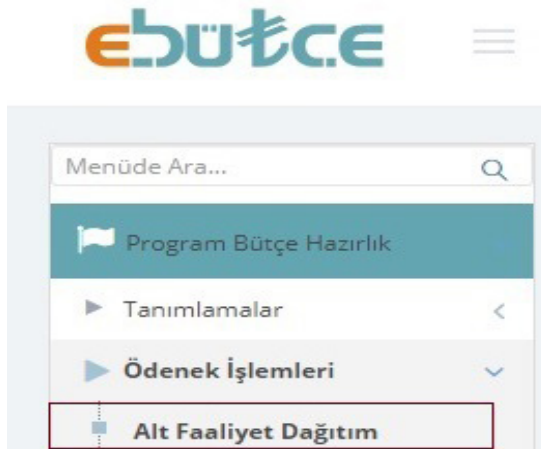 ebütçe
Menüde Ara...
Program Bütçe Hazırlık
Tanımlamalar
Ödenek İşlemleri
Alt Faaliyet Dağıtım